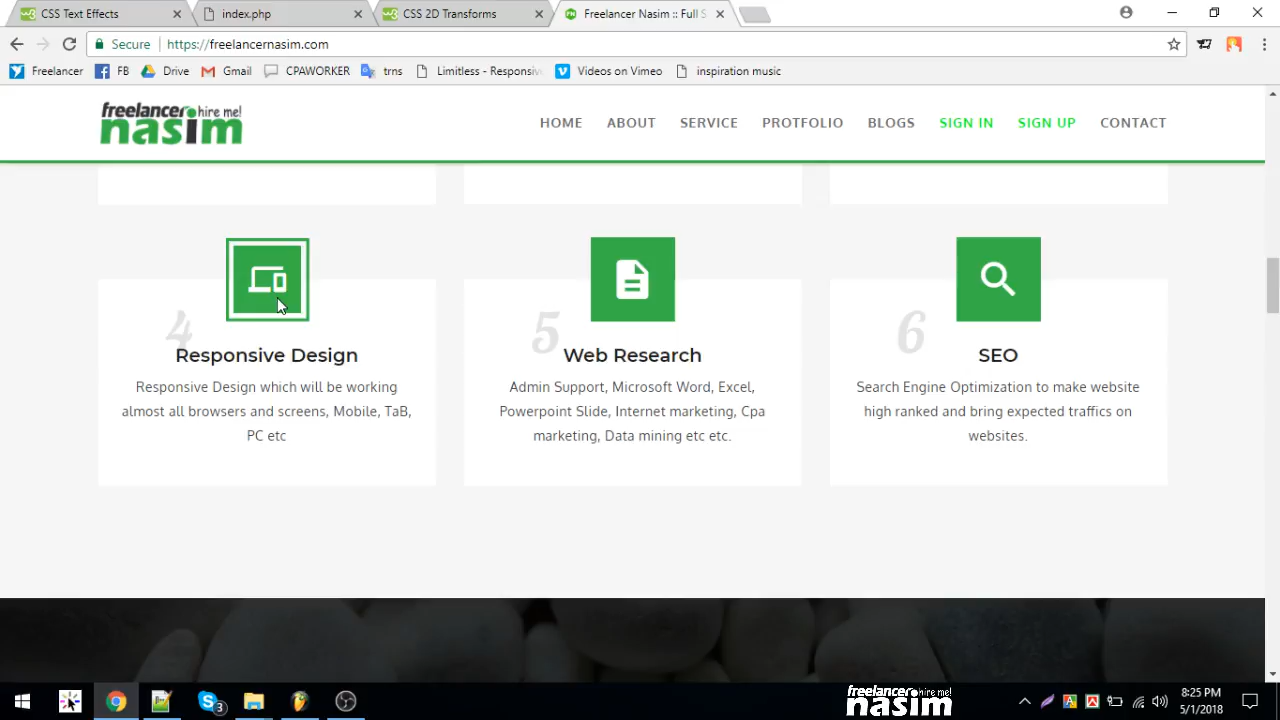 CSS Text Effects
index.php
CSS 2D Transforms
Freelancer Nasim :: Full S
Secure
https://freelancernasim.com
Freelancer
FB
Drive
Gmail
CPAWORKER
trns
Limitless - Responsiv
Videos on Vimeo
inspiration music
freelancer hire me!
nasim
HOME
ABOUT
SERVICE
PROTFOLIO
BLOGS
SIGN IN
SIGN UP
CONTACT
4
Responsive Design
Responsive Design which will be working
almost all browsers and screens, Mobile, TaB,
PC etc
5
Web Research
Admin Support, Microsoft Word, Excel,
Powerpoint Slide, Internet marketing, Cpa
marketing, Data mining etc etc.
6
SEO
Search Engine Optimization to make website
high ranked and bring expected traffics on
websites.
3
freelancer hire me!
nasim
8:25 PM
5/1/2018